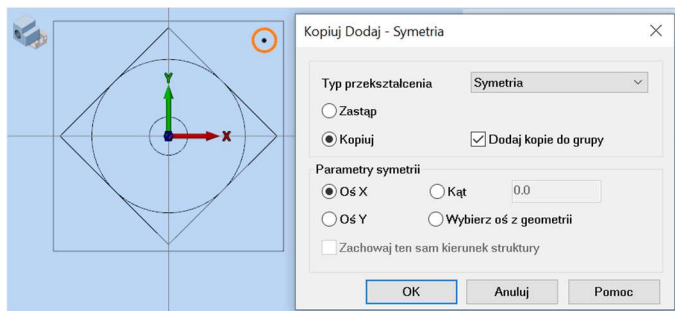 Kopiuj Dodaj - Symetria
Typ przekształcenia Symetria
Zastąp
Kopiuj Dodaj kopie do grupy
Parametry symetrii
Oś X Kąt 0.0
Oś Y Wybierz oś z geometrii
Zachowaj ten sam kierunek struktury
OK Anuluj Pomoc
Y
X